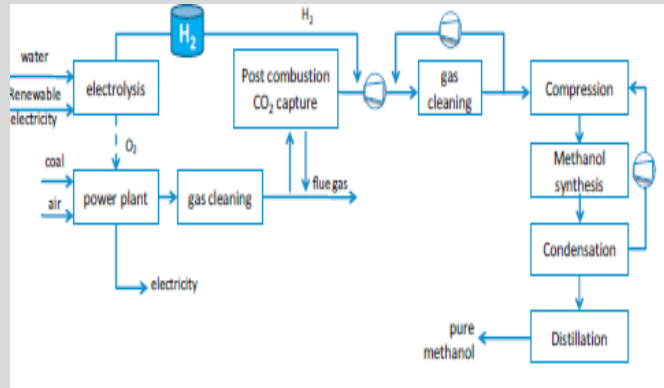 H2
H2
water
electrolysis
Renewable
electricity
O2
Post combustion
CO2 capture
gas
cleaning
Compression
coal
air
power plant
gas cleaning
flue gas
Methanol
synthesis
Condensation
electricity
pure
methanol
Distillation